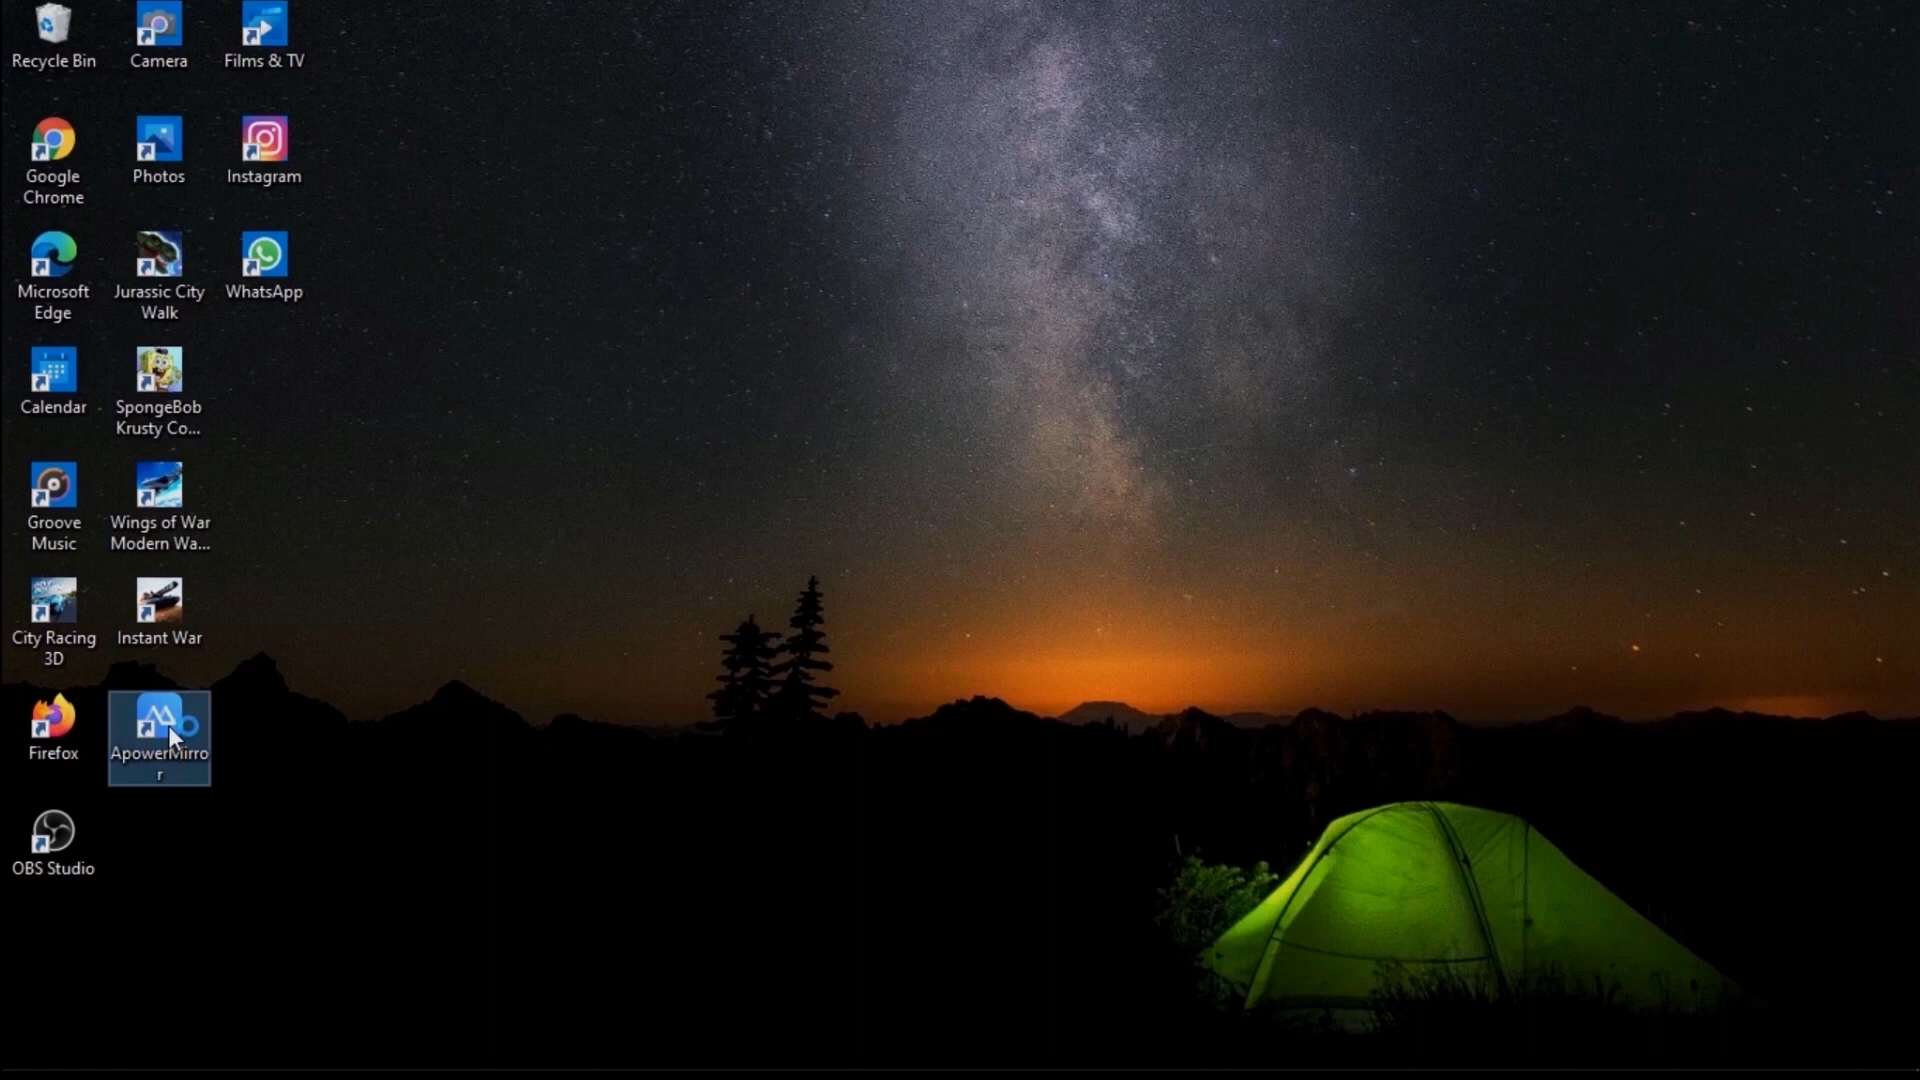 Recycle Bin
Camera
Films & TV
Google
Chrome
Photos
Instagram
Microsoft
Edge
Jurassic City
Walk
WhatsApp
Calendar
SpongeBob
Krusty Co...
Groove
Music
Wings of War
Modern Wa...
City Racing
3D
Instant War
Firefox
ApowerMirro
r
OBS Studio